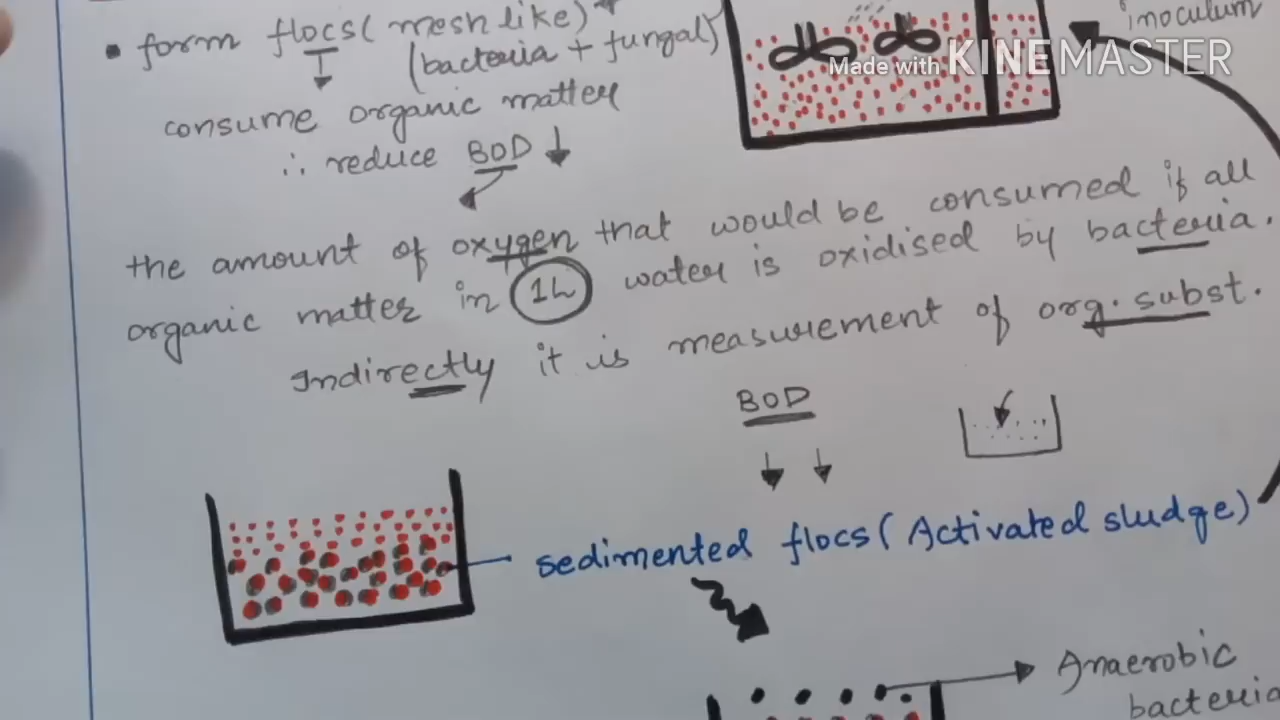 • form flocs (mesh like)
(bacteria + fungal)
inoculum
Made with KINEMASTER
consume organic matter
∴ reduce BOD ↓
the amount of oxygen that would be consumed if all
organic matter in 1L water is oxidised by bacteria.
Indirectly it is measurement of org. subst.
BOD
sedimented flocs (Activated sludge)
Anaerobic
bacteria